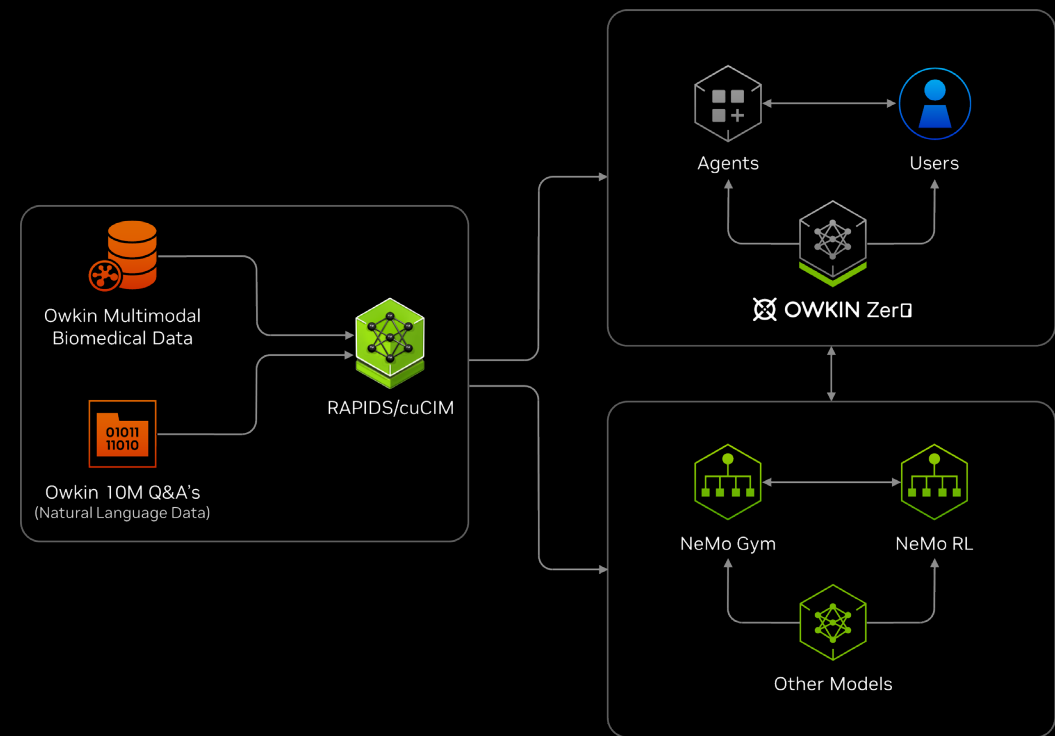 Agents
Users
OWKIN Zer0
Owkin Multimodal
Biomedical Data
RAPIDS/cuCIM
01011
11010
Owkin 10M Q&A's
(Natural Language Data)
NeMo Gym
NeMo RL
Other Models